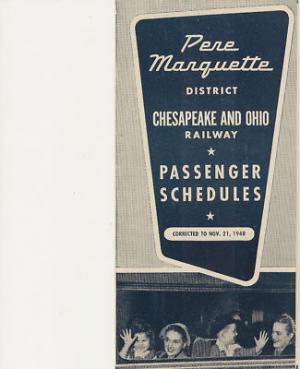 Pere
Marquette
DISTRICT
CHESAPEAKE AND OHIO
RAILWAY
★
PASSENGER
SCHEDULES
★
CORRECTED TO NOV. 21, 1948